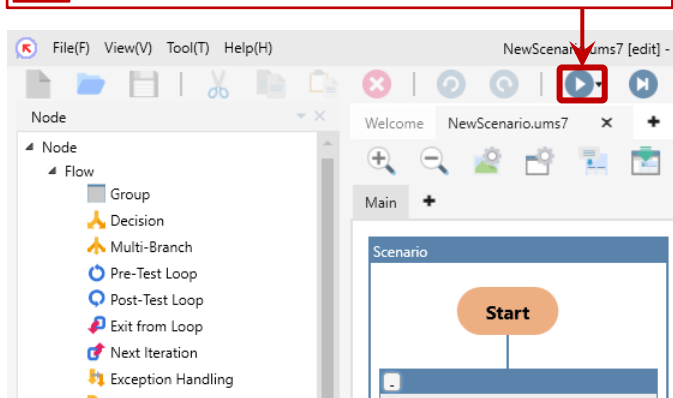 File(F) View(V) Tool(T) Help(H)
NewScenario.ums7 [edit] -
Node
Welcome NewScenario.ums7
Node
Flow
Group
Decision
Multi-Branch
Pre-Test Loop
Post-Test Loop
Exit from Loop
Next Iteration
Exception Handling
Main
Scenario
Start